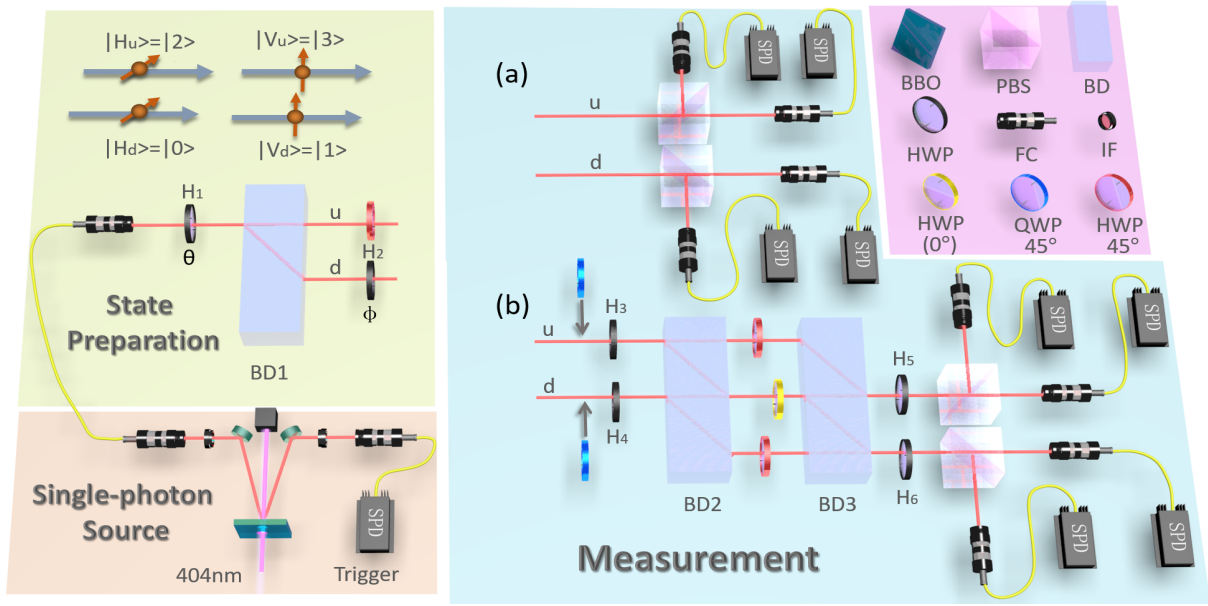 |Hᵤ>=|2> |Vᵤ>=|3>
|H_d>=|0> |V_d>=|1>
H₁
θ
u
H₂
d
ϕ
State
Preparation
BD1
Single-photon
Source
404nm
SPD
Trigger
(a)
u
d
SPD
SPD
SPD
SPD
BBO PBS BD
HWP FC IF
HWP QWP HWP
(0°) 45° 45°
(b)
u
H₃
d
H₄
BD2
BD3
H₅
H₆
SPD
SPD
SPD
SPD
Measurement